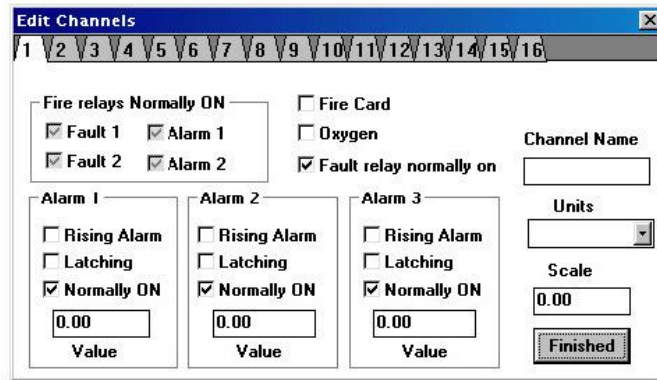 Edit Channels
1 2 3 4 5 6 7 8 9 10 11 12 13 14 15 16
Fire relays Normally ON
Fault 1 Alarm 1
Fault 2 Alarm 2
Fire Card
Oxygen
Fault relay normally on
Channel Name
Alarm 1
Rising Alarm
Latching
Normally ON
0.00
Value
Alarm 2
Rising Alarm
Latching
Normally ON
0.00
Value
Alarm 3
Rising Alarm
Latching
Normally ON
0.00
Value
Units
Scale
0.00
Finished